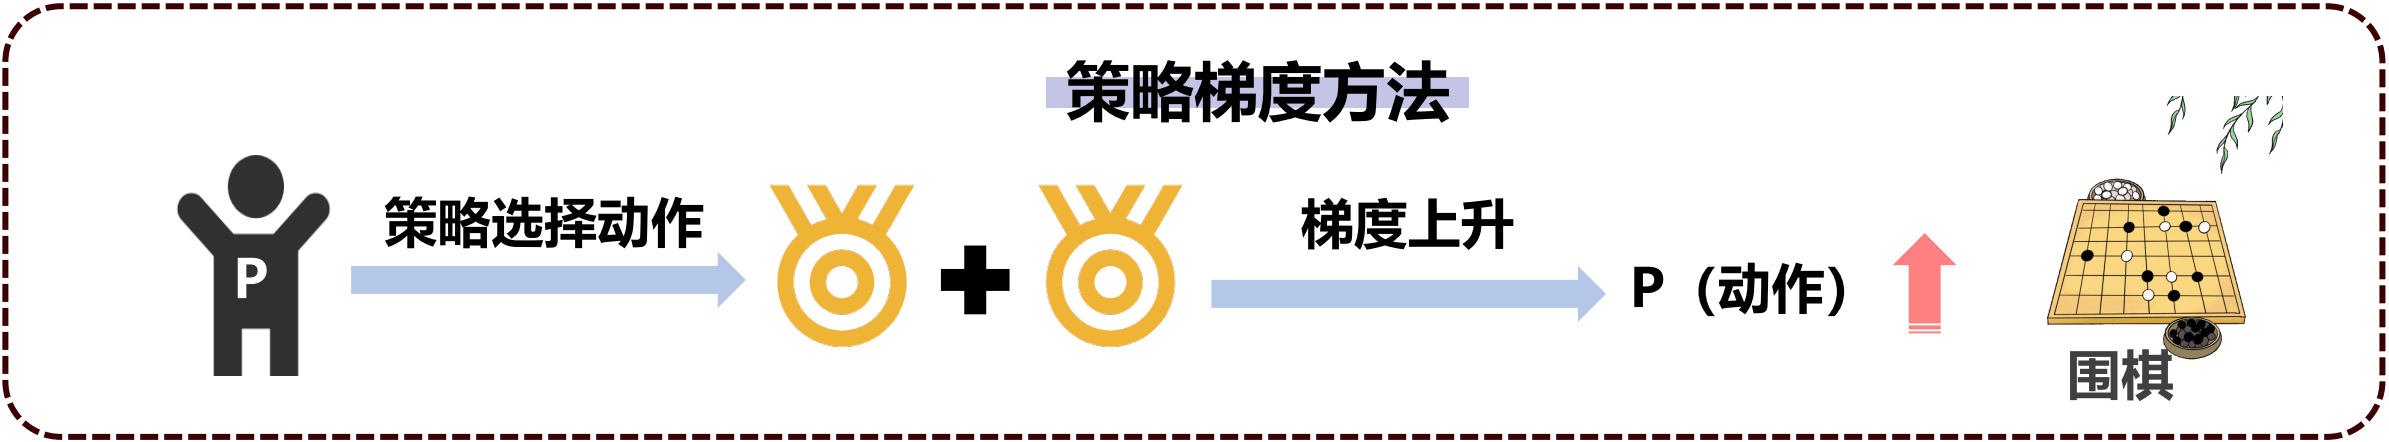 策略梯度方法
P
策略选择动作
梯度上升
P（动作）
围棋